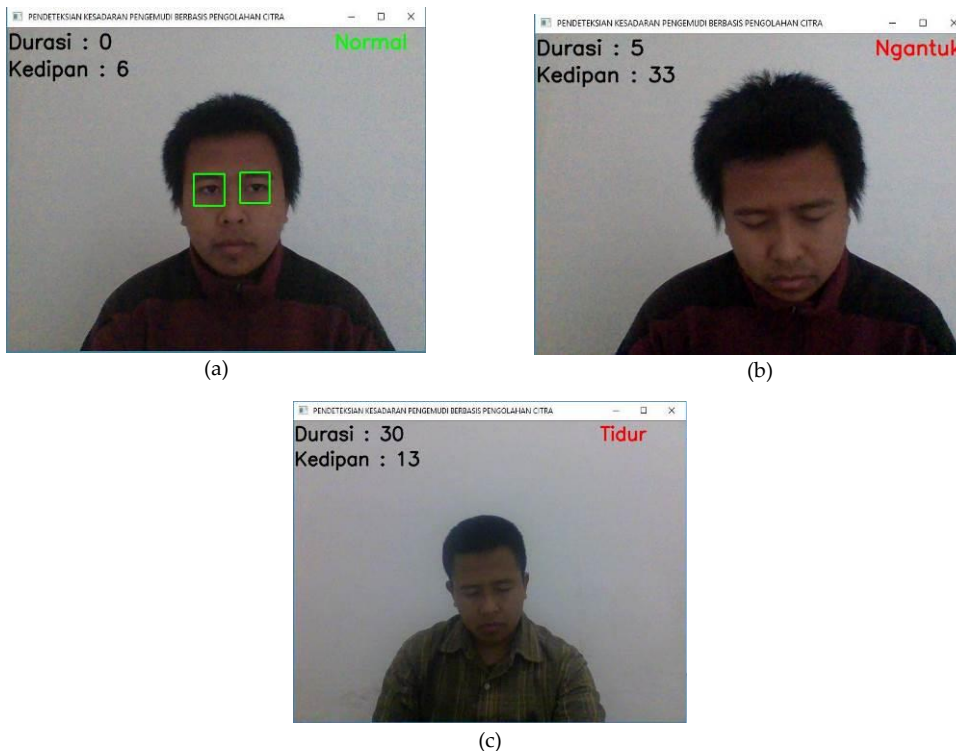 PENDETEKSIAN KESADARAN PENGEMUDI BERBASIS PENGOLAHAN CITRA
Durasi : 0
Normal
Kedipan : 6
(a)
PENDETEKSIAN KESADARAN PENGEMUDI BERBASIS PENGOLAHAN CITRA
Durasi : 5
Ngantuk
Kedipan : 33
(b)
PENDETEKSIAN KESADARAN PENGEMUDI BERBASIS PENGOLAHAN CITRA
Durasi : 30
Tidur
Kedipan : 13
(c)